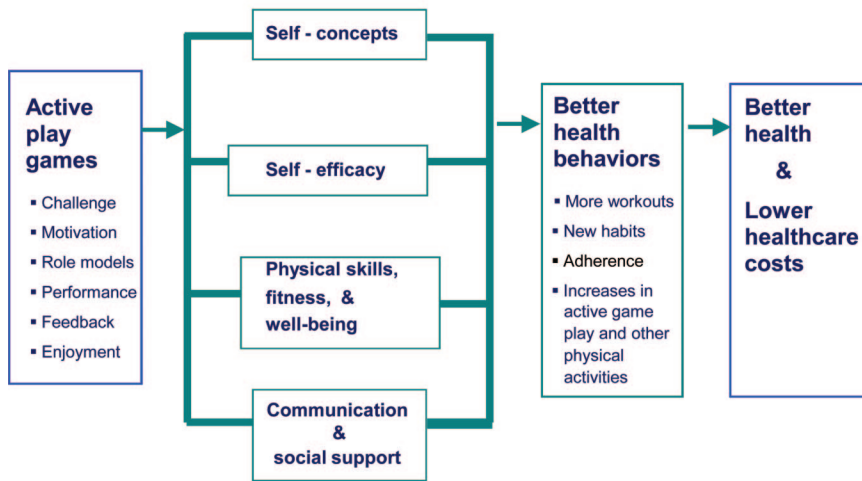 Active
play
games
▪ Challenge
▪ Motivation
▪ Role models
▪ Performance
▪ Feedback
▪ Enjoyment
Self - concepts
Self - efficacy
Physical skills,
fitness, &
well-being
Communication
&
social support
Better
health
behaviors
▪ More workouts
▪ New habits
▪ Adherence
▪ Increases in
active game
play and other
physical
activities
Better
health
&
Lower
healthcare
costs